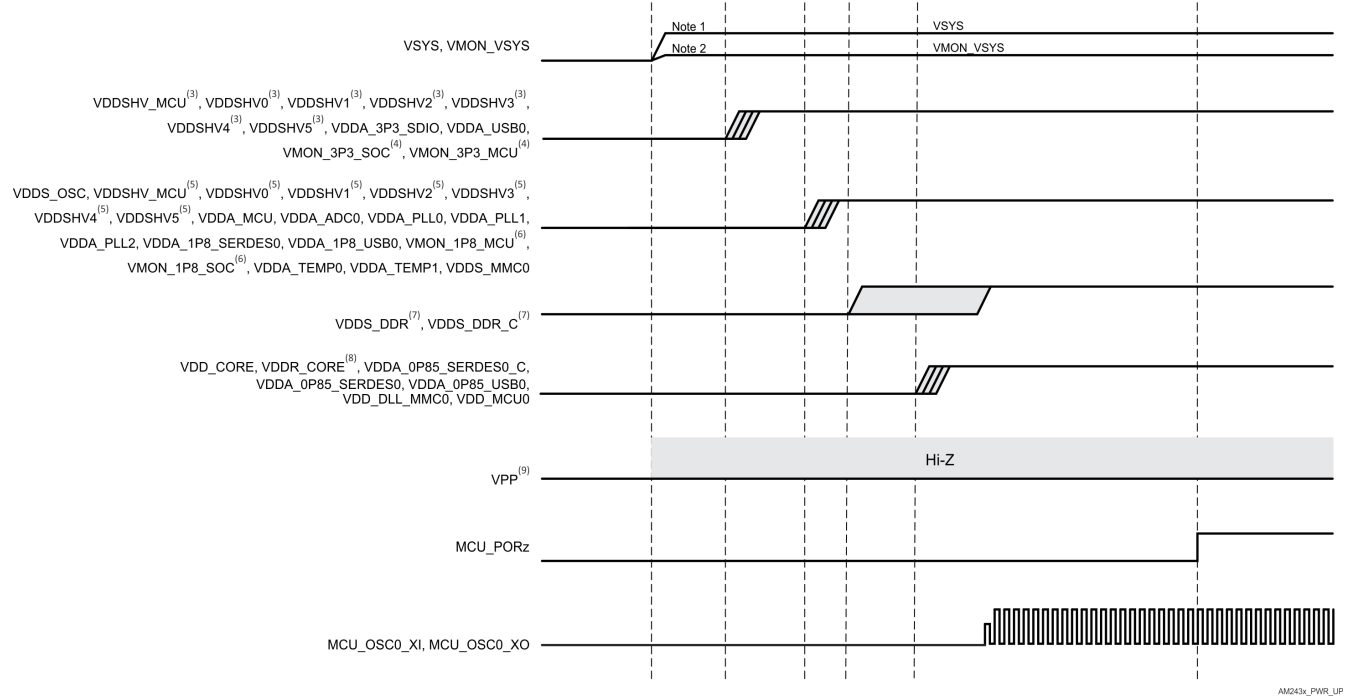 Note 1
VSYS
VSYS, VMON_VSYS
Note 2
VMON_VSYS
VDDSHV_MCU(3), VDDSHV0(3), VDDSHV1(3), VDDSHV2(3), VDDSHV3(3),
VDDSHV4(3), VDDSHV5(3), VDDA_3P3_SDIO, VDDA_USB0,
VMON_3P3_SOC(4), VMON_3P3_MCU(4)
VDDS_OSC, VDDSHV_MCU(5), VDDSHV0(5), VDDSHV1(5), VDDSHV2(5), VDDSHV3(5),
VDDSHV4(5), VDDSHV5(5), VDDA_MCU, VDDA_ADC0, VDDA_PLL0, VDDA_PLL1,
VDDA_PLL2, VDDA_1P8_SERDES0, VDDA_1P8_USB0, VMON_1P8_MCU(6),
VMON_1P8_SOC(6), VDDA_TEMP0, VDDA_TEMP1, VDDS_MMC0
VDDS_DDR(7), VDDS_DDR_C(7)
VDD_CORE, VDDR_CORE(8), VDDA_0P85_SERDES0_C,
VDDA_0P85_SERDES0, VDDA_0P85_USB0,
VDD_DLL_MMC0, VDD_MCU0
Hi-Z
VPP(9)
MCU_PORz
MCU_OSC0_XI, MCU_OSC0_XO
AM243x_PWR_UP